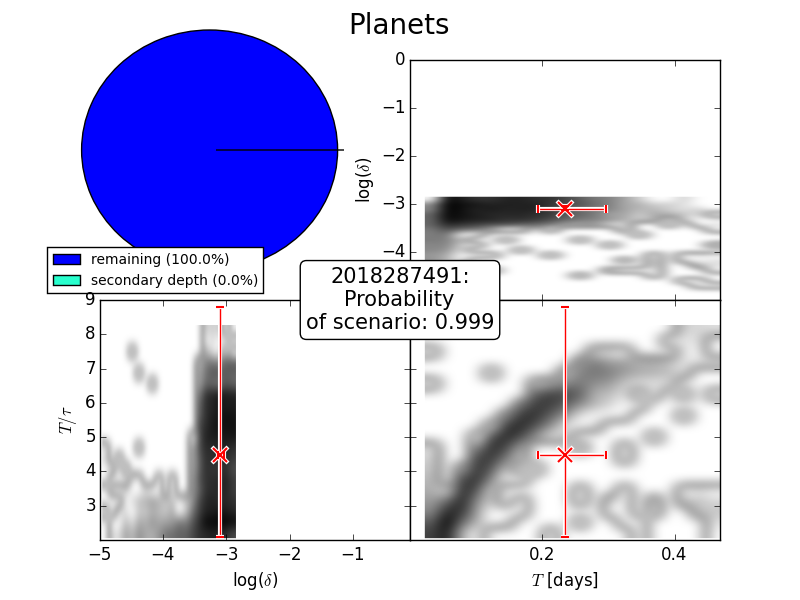 Planets
remaining (100.0%)
secondary depth (0.0%)
0
−1
−2
−3
−4
log(δ)
2018287491:
Probability
of scenario: 0.999
9
8
7
6
5
4
3
T/τ
−5
−4
−3
−2
−1
log(δ)
0.2
0.4
T [days]